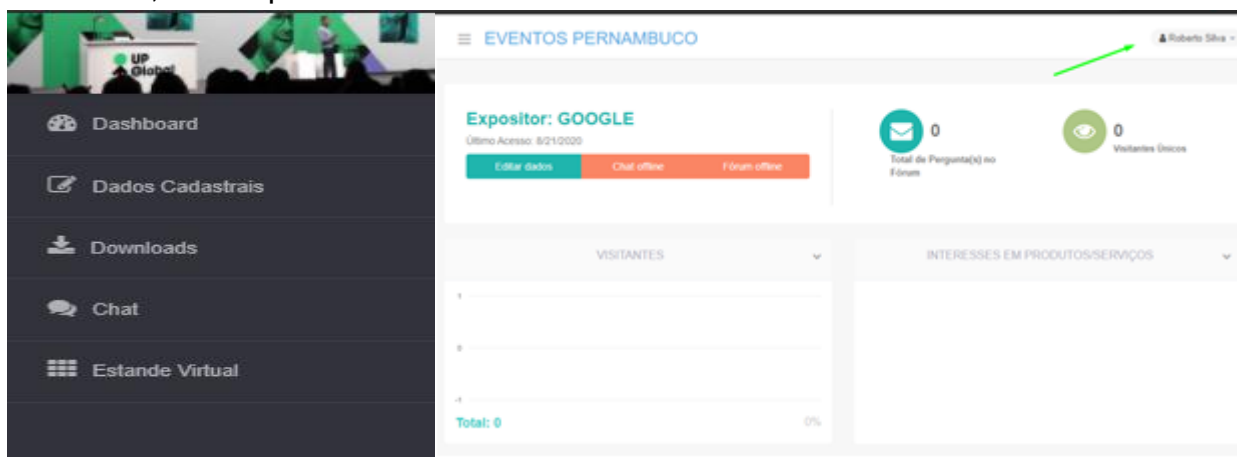 UP
Global
Dashboard
Dados Cadastrais
Downloads
Chat
Estande Virtual
EVENTOS PERNAMBUCO
Roberto Silva
Expositor: GOOGLE
Último Acesso: 8/21/2020
Editar dados
Chat offline
Fórum offline
0
Total de Pergunta(s) no
Fórum
0
Visitantes Únicos
VISITANTES
1
0
-1
Total: 0
0%
INTERESSES EM PRODUTOS/SERVIÇOS